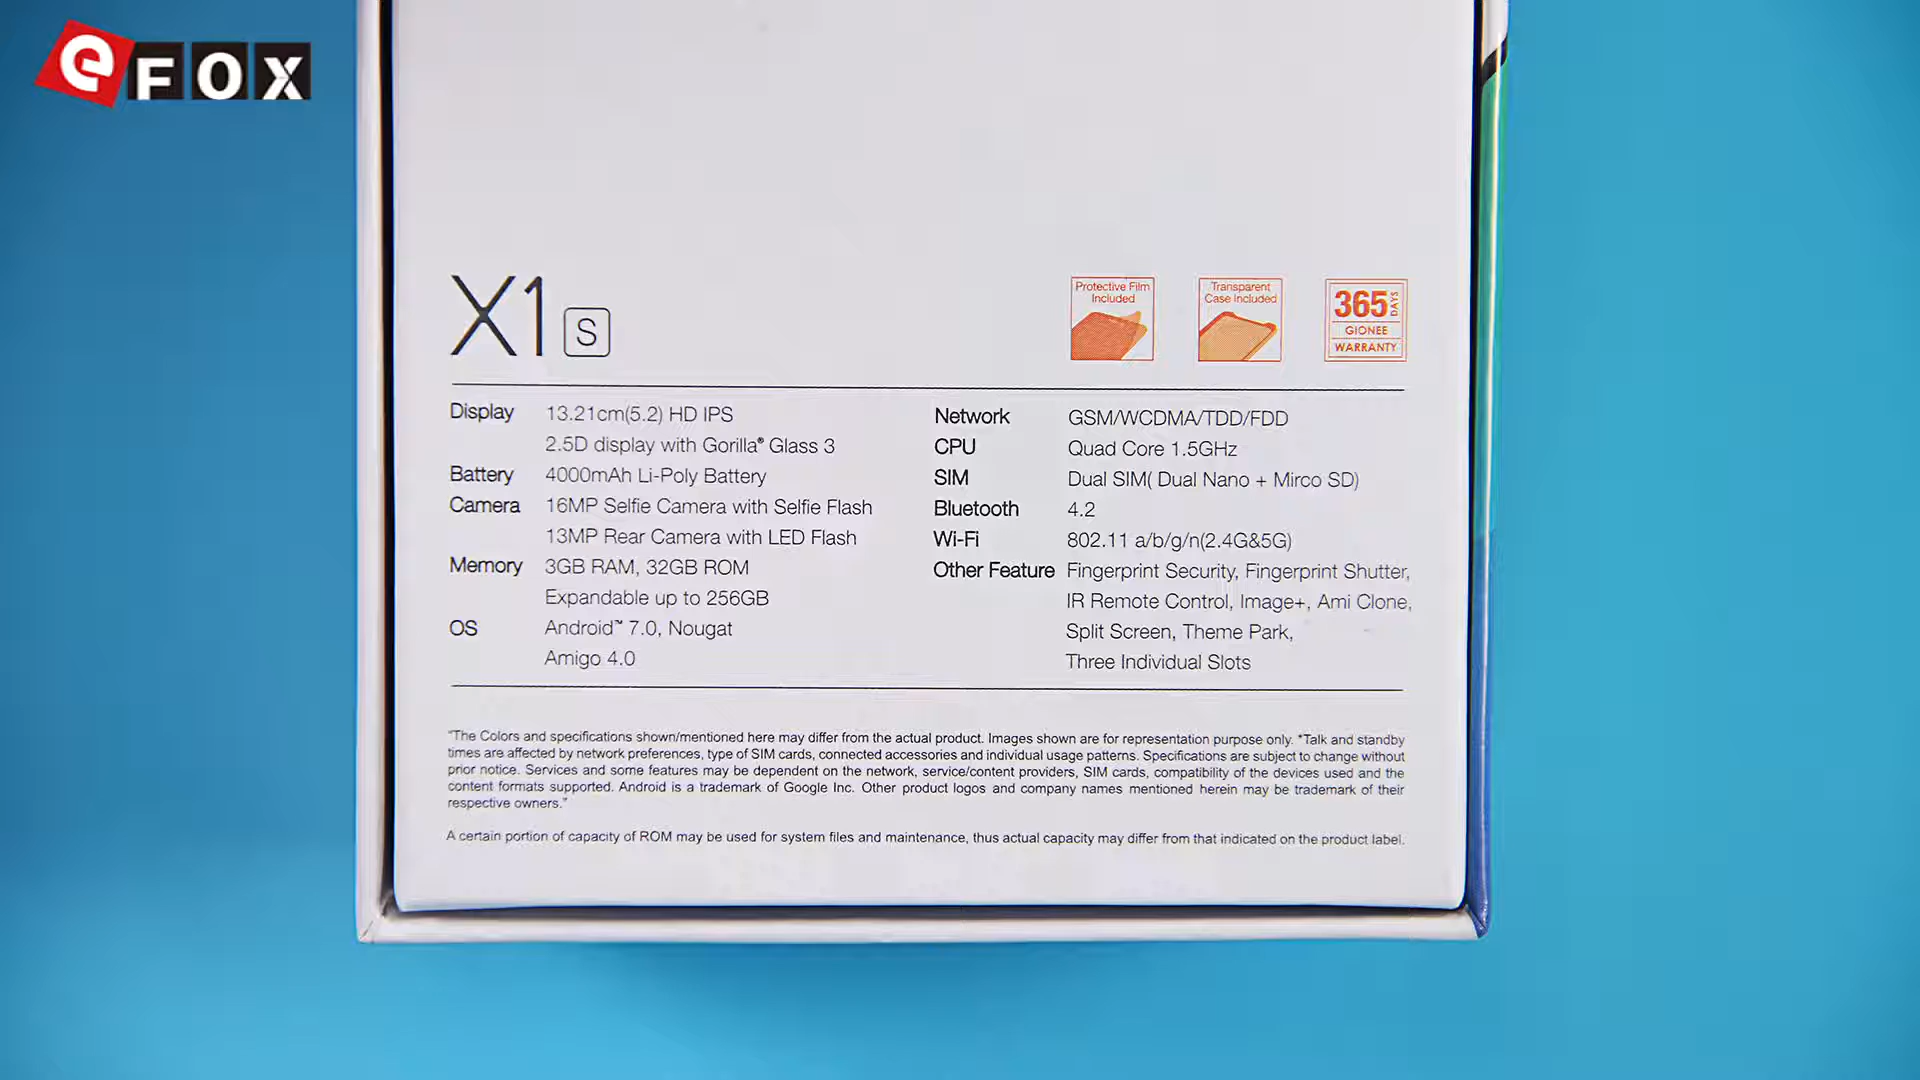 eFOX
X1 S
Protective Film
Included
Transparent
Case Included
365 DAYS
GIONEE
WARRANTY
Display 13.21cm(5.2) HD IPS
2.5D display with Gorilla® Glass 3
Battery 4000mAh Li-Poly Battery
Camera 16MP Selfie Camera with Selfie Flash
13MP Rear Camera with LED Flash
Memory 3GB RAM, 32GB ROM
Expandable up to 256GB
OS Android™ 7.0, Nougat
Amigo 4.0
Network GSM/WCDMA/TDD/FDD
CPU Quad Core 1.5GHz
SIM Dual SIM( Dual Nano + Mirco SD)
Bluetooth 4.2
Wi-Fi 802.11 a/b/g/n(2.4G&5G)
Other Feature Fingerprint Security, Fingerprint Shutter,
IR Remote Control, Image+, Ami Clone,
Split Screen, Theme Park,
Three Individual Slots
"The Colors and specifications shown/mentioned here may differ from the actual product. Images shown are for representation purpose only. *Talk and standby
times are affected by network preferences, type of SIM cards, connected accessories and individual usage patterns. Specifications are subject to change without
prior notice. Services and some features may be dependent on the network, service/content providers, SIM cards, compatibility of the devices used and the
content formats supported. Android is a trademark of Google Inc. Other product logos and company names mentioned herein may be trademark of their
respective owners."
A certain portion of capacity of ROM may be used for system files and maintenance, thus actual capacity may differ from that indicated on the product label.